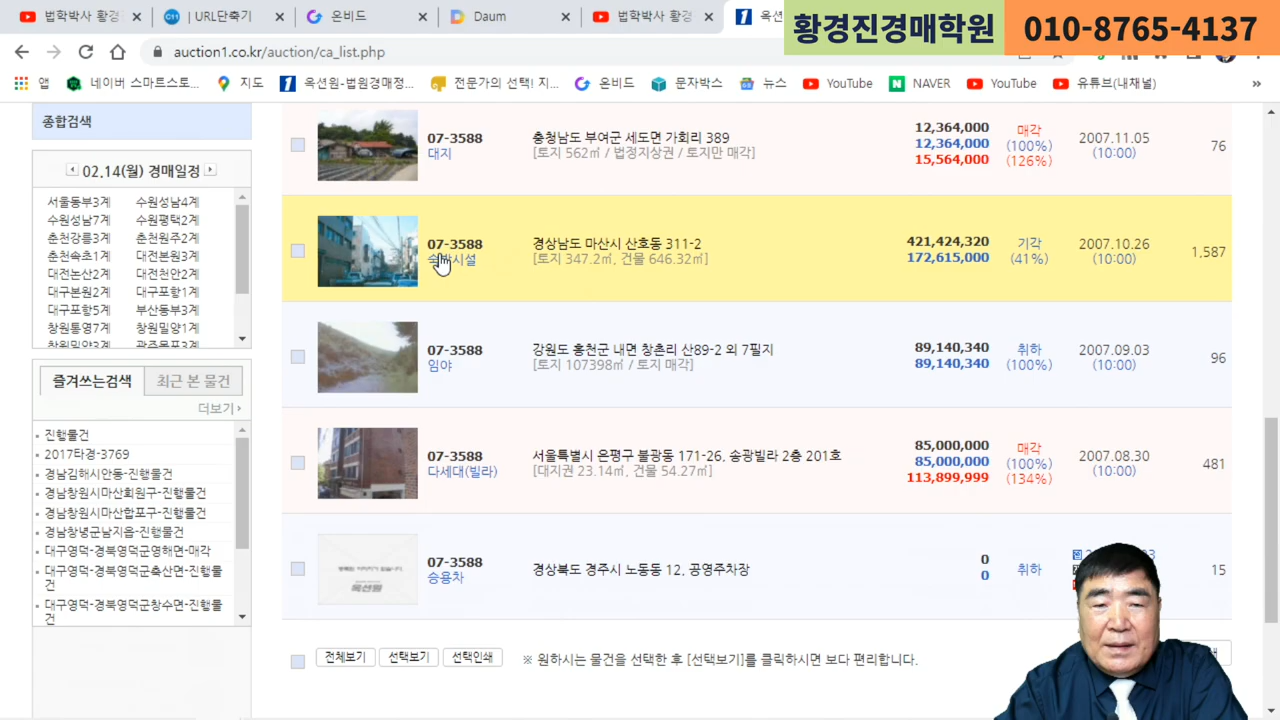 법학박사 황경
| URL단축기
온비드
Daum
법학박사 황경
옥션
황경진경매학원
010-8765-4137
auction1.co.kr/auction/ca_list.php
앱
네이버 스마트스토...
지도
옥션원-법원경매정...
전문가의 선택! 지...
온비드
문자박스
뉴스
YouTube
NAVER
YouTube
유튜브(내채널)
»
종합검색
02.14(월) 경매일정
서울동부3계 수원성남4계
수원성남7계 수원평택2계
춘천강릉3계 춘천원주2계
춘천속초1계 대전본원3계
대전논산2계 대전천안2계
대구본원2계 대구포항1계
대구포항5계 부산동부3계
창원통영7계 창원밀양1계
창원밀양3계 광주목포3계
즐겨쓰는검색
최근 본 물건
더보기
진행물건
2017타경-3769
경남김해시안동-진행물건
경남창원시마산회원구-진행물건
경남창원시마산합포구-진행물건
경남창녕군남지읍-진행물건
대구영덕-경북영덕군영해면-매각
대구영덕-경북영덕군축산면-진행물
건
대구영덕-경북영덕군창수면-진행물
건
07-3588
대지
충청남도 부여군 세도면 가회리 389
[토지 562㎡ / 법정지상권 / 토지만 매각]
12,364,000
12,364,000
15,564,000
매각
(100%)
(126%)
2007.11.05
(10:00)
76
07-3588
숙박시설
경상남도 마산시 산호동 311-2
[토지 347.2㎡, 건물 646.32㎡]
421,424,320
172,615,000
기각
(41%)
2007.10.26
(10:00)
1,587
07-3588
임야
강원도 홍천군 내면 창촌리 산89-2 외 7필지
[토지 107398㎡ / 토지 매각]
89,140,340
89,140,340
취하
(100%)
2007.09.03
(10:00)
96
07-3588
다세대(빌라)
서울특별시 은평구 불광동 171-26, 송광빌라 2층 201호
[대지권 23.14㎡, 건물 54.27㎡]
85,000,000
85,000,000
113,899,999
매각
(100%)
(134%)
2007.08.30
(10:00)
481
옥션원
07-3588
승용차
경상북도 경주시 노동동 12, 공영주차장
0
0
취하
15
전체보기
선택보기
선택인쇄
※ 원하시는 물건을 선택한 후 [선택보기]를 클릭하시면 보다 편리합니다.